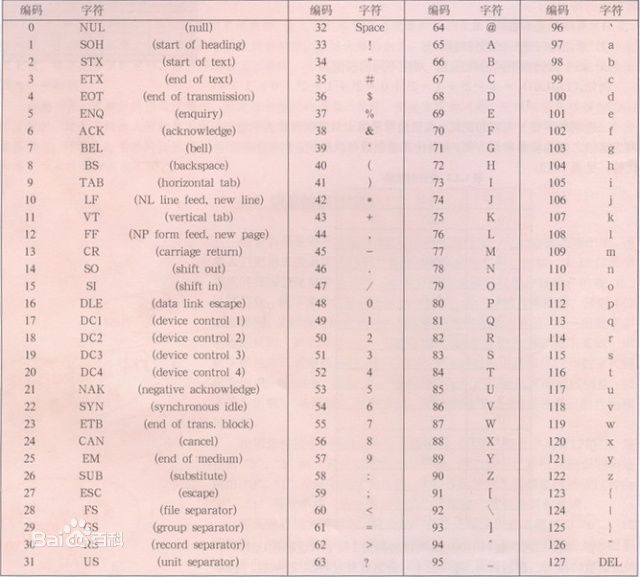 编码 字符 编码 字符 编码 字符 编码 字符
0 NUL (null) 32 Space 64 @ 96 `
1 SOH (start of heading) 33 ! 65 A 97 a
2 STX (start of text) 34 " 66 B 98 b
3 ETX (end of text) 35 # 67 C 99 c
4 EOT (end of transmission) 36 $ 68 D 100 d
5 ENQ (enquiry) 37 % 69 E 101 e
6 ACK (acknowledge) 38 & 70 F 102 f
7 BEL (bell) 39 ' 71 G 103 g
8 BS (backspace) 40 ( 72 H 104 h
9 TAB (horizontal tab) 41 ) 73 I 105 i
10 LF (NL line feed, new line) 42 * 74 J 106 j
11 VT (vertical tab) 43 + 75 K 107 k
12 FF (NP form feed, new page) 44 , 76 L 108 l
13 CR (carriage return) 45 - 77 M 109 m
14 SO (shift out) 46 . 78 N 110 n
15 SI (shift in) 47 / 79 O 111 o
16 DLE (data link escape) 48 0 80 P 112 p
17 DC1 (device control 1) 49 1 81 Q 113 q
18 DC2 (device control 2) 50 2 82 R 114 r
19 DC3 (device control 3) 51 3 83 S 115 s
20 DC4 (device control 4) 52 4 84 T 116 t
21 NAK (negative acknowledge) 53 5 85 U 117 u
22 SYN (synchronous idle) 54 6 86 V 118 v
23 ETB (end of trans. block) 55 7 87 W 119 w
24 CAN (cancel) 56 8 88 X 120 x
25 EM (end of medium) 57 9 89 Y 121 y
26 SUB (substitute) 58 : 90 Z 122 z
27 ESC (escape) 59 ; 91 [ 123 {
28 FS (file separator) 60 < 92 \ 124 |
29 GS (group separator) 61 = 93 ] 125 }
30 RS (record separator) 62 > 94 ^ 126 ~
31 US (unit separator) 63 ? 95 _ 127 DEL
Bai百科